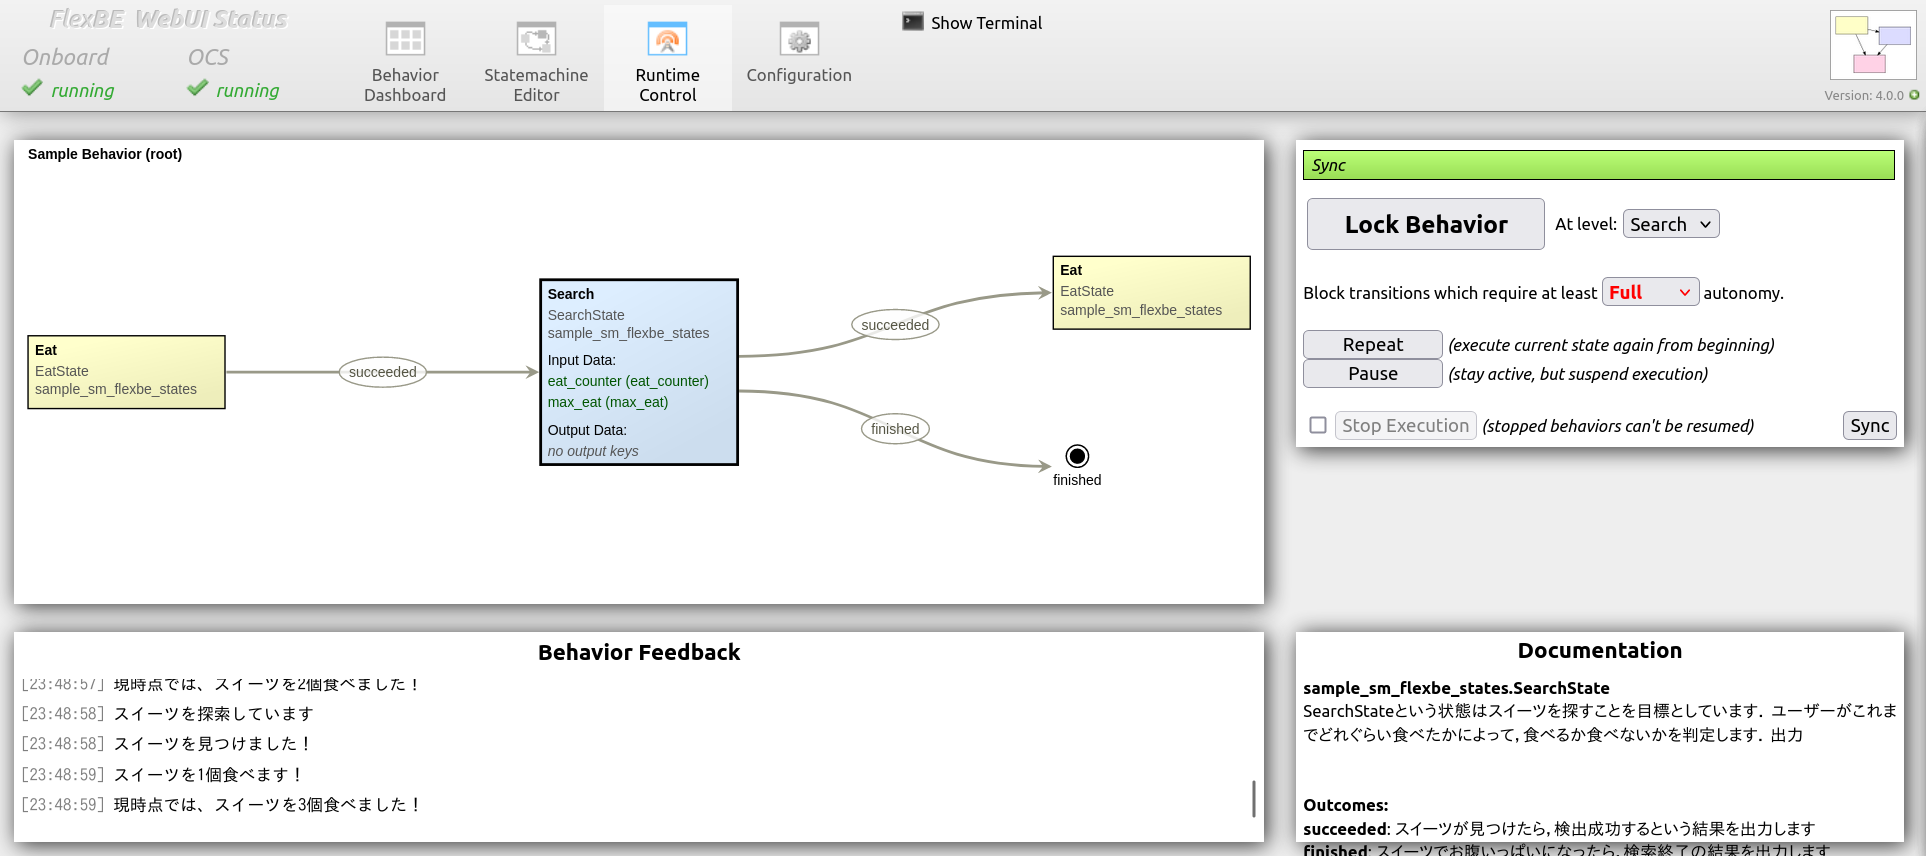 FlexBE WebUI Status
Onboard
OCS
running
running
Behavior
Dashboard
Statemachine
Editor
Runtime
Control
Configuration
Show Terminal
Version: 4.0.0
Sample Behavior (root)
Eat
EatState
sample_sm_flexbe_states
succeeded
Search
SearchState
sample_sm_flexbe_states
Input Data:
eat_counter (eat_counter)
max_eat (max_eat)
Output Data:
no output keys
succeeded
finished
Eat
EatState
sample_sm_flexbe_states
finished
Sync
Lock Behavior At level: Search
Block transitions which require at least Full autonomy.
Repeat (execute current state again from beginning)
Pause (stay active, but suspend execution)
Stop Execution (stopped behaviors can't be resumed) Sync
Behavior Feedback
[23:48:57] 現時点では、スイーツを2個食べました！
[23:48:58] スイーツを探索しています
[23:48:58] スイーツを見つけました！
[23:48:59] スイーツを1個食べます！
[23:48:59] 現時点では、スイーツを3個食べました！
Documentation
sample_sm_flexbe_states.SearchState
SearchStateという状態はスイーツを探すことを目標としています．ユーザーがこれま
でどれぐらい食べたかによって，食べるか食べないかを判定します．出力
Outcomes:
succeeded: スイーツが見つけたら，検出成功するという結果を出力します
finished: スイーツでお腹いっぱいになったら，検索終了の結果を出力します